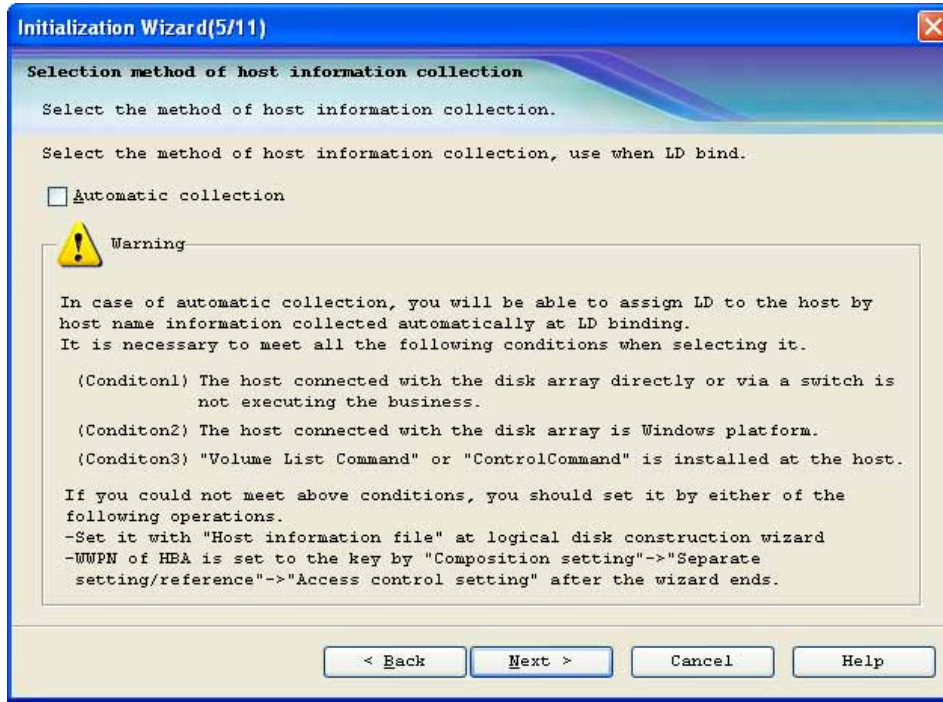 Initialization Wizard(5/11)
Selection method of host information collection
Select the method of host information collection.
Select the method of host information collection, use when LD bind.
Automatic collection
Warning
In case of automatic collection, you will be able to assign LD to the host by
host name information collected automatically at LD binding.
It is necessary to meet all the following conditions when selecting it.
(Conditon1) The host connected with the disk array directly or via a switch is
not executing the business.
(Conditon2) The host connected with the disk array is Windows platform.
(Conditon3) "Volume List Command" or "ControlCommand" is installed at the host.
If you could not meet above conditions, you should set it by either of the
following operations.
-Set it with "Host information file" at logical disk construction wizard
-WWPN of HBA is set to the key by "Composition setting"->"Separate
setting/reference"->"Access control setting" after the wizard ends.
< Back Next > Cancel Help